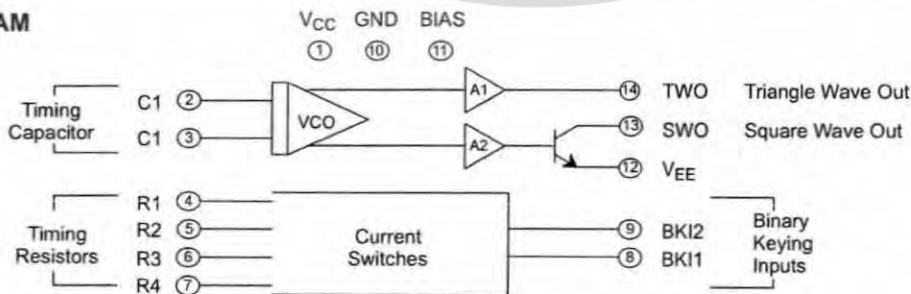 AM
VCC GND BIAS
1 10 11
Timing
Capacitor
C1 2
C1 3
VCO
A1
A2
14 TWO Triangle Wave Out
13 SWO Square Wave Out
12 VEE
Timing
Resistors
R1 4
R2 5
R3 6
R4 7
Current
Switches
9 BKI2
8 BKI1
Binary
Keying
Inputs